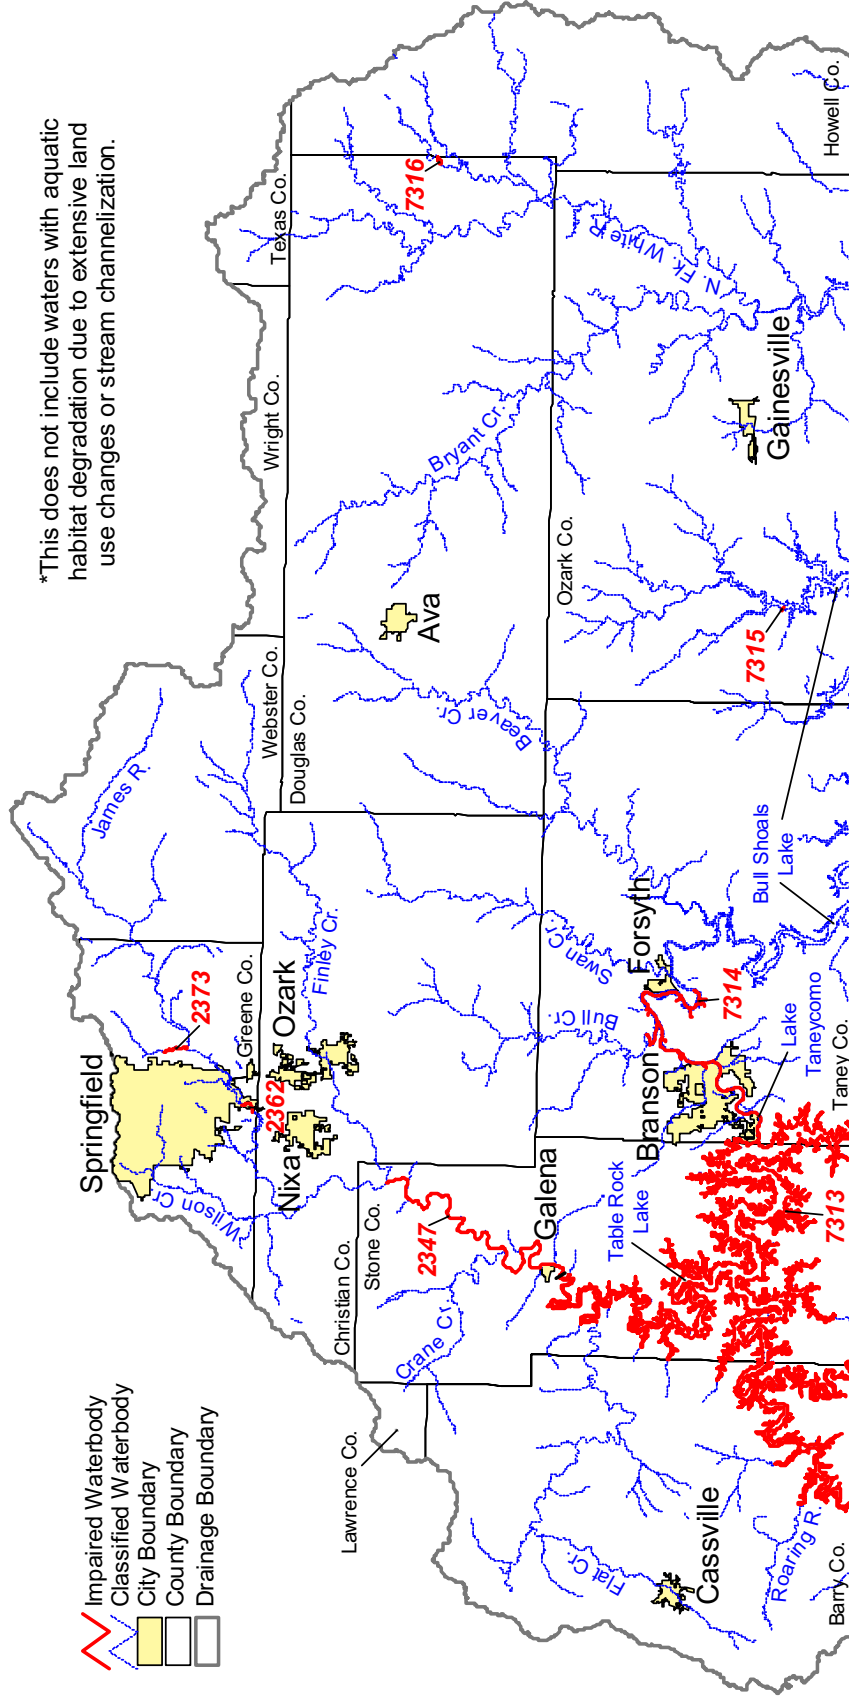 Impaired Waterbody
Classified Waterbody
City Boundary
County Boundary
Drainage Boundary
*This does not include waters with aquatic
habitat degradation due to extensive land
use changes or stream channelization.
James R.
Springfield
2373
Greene Co.
Webster Co.
Douglas Co.
Wright Co.
Texas Co.
Wilson Cr
2362
Nixa
Ozark
Finley Cr.
Lawrence Co.
Christian Co.
Stone Co.
Crane Cr.
2347
Galena
Ava
Beaver Cr.
Bryant Cr.
7316
Ozark Co.
N. Fk. White R
Swan Cr.
Bull Cr.
Forsyth
Branson
7314
Flat Cr.
Cassville
Roaring R.
Barry Co.
Table Rock
Lake
7313
Lake
Taneycomo
Taney Co.
Bull Shoals
Lake
7315
Gainesville
Howell Co.